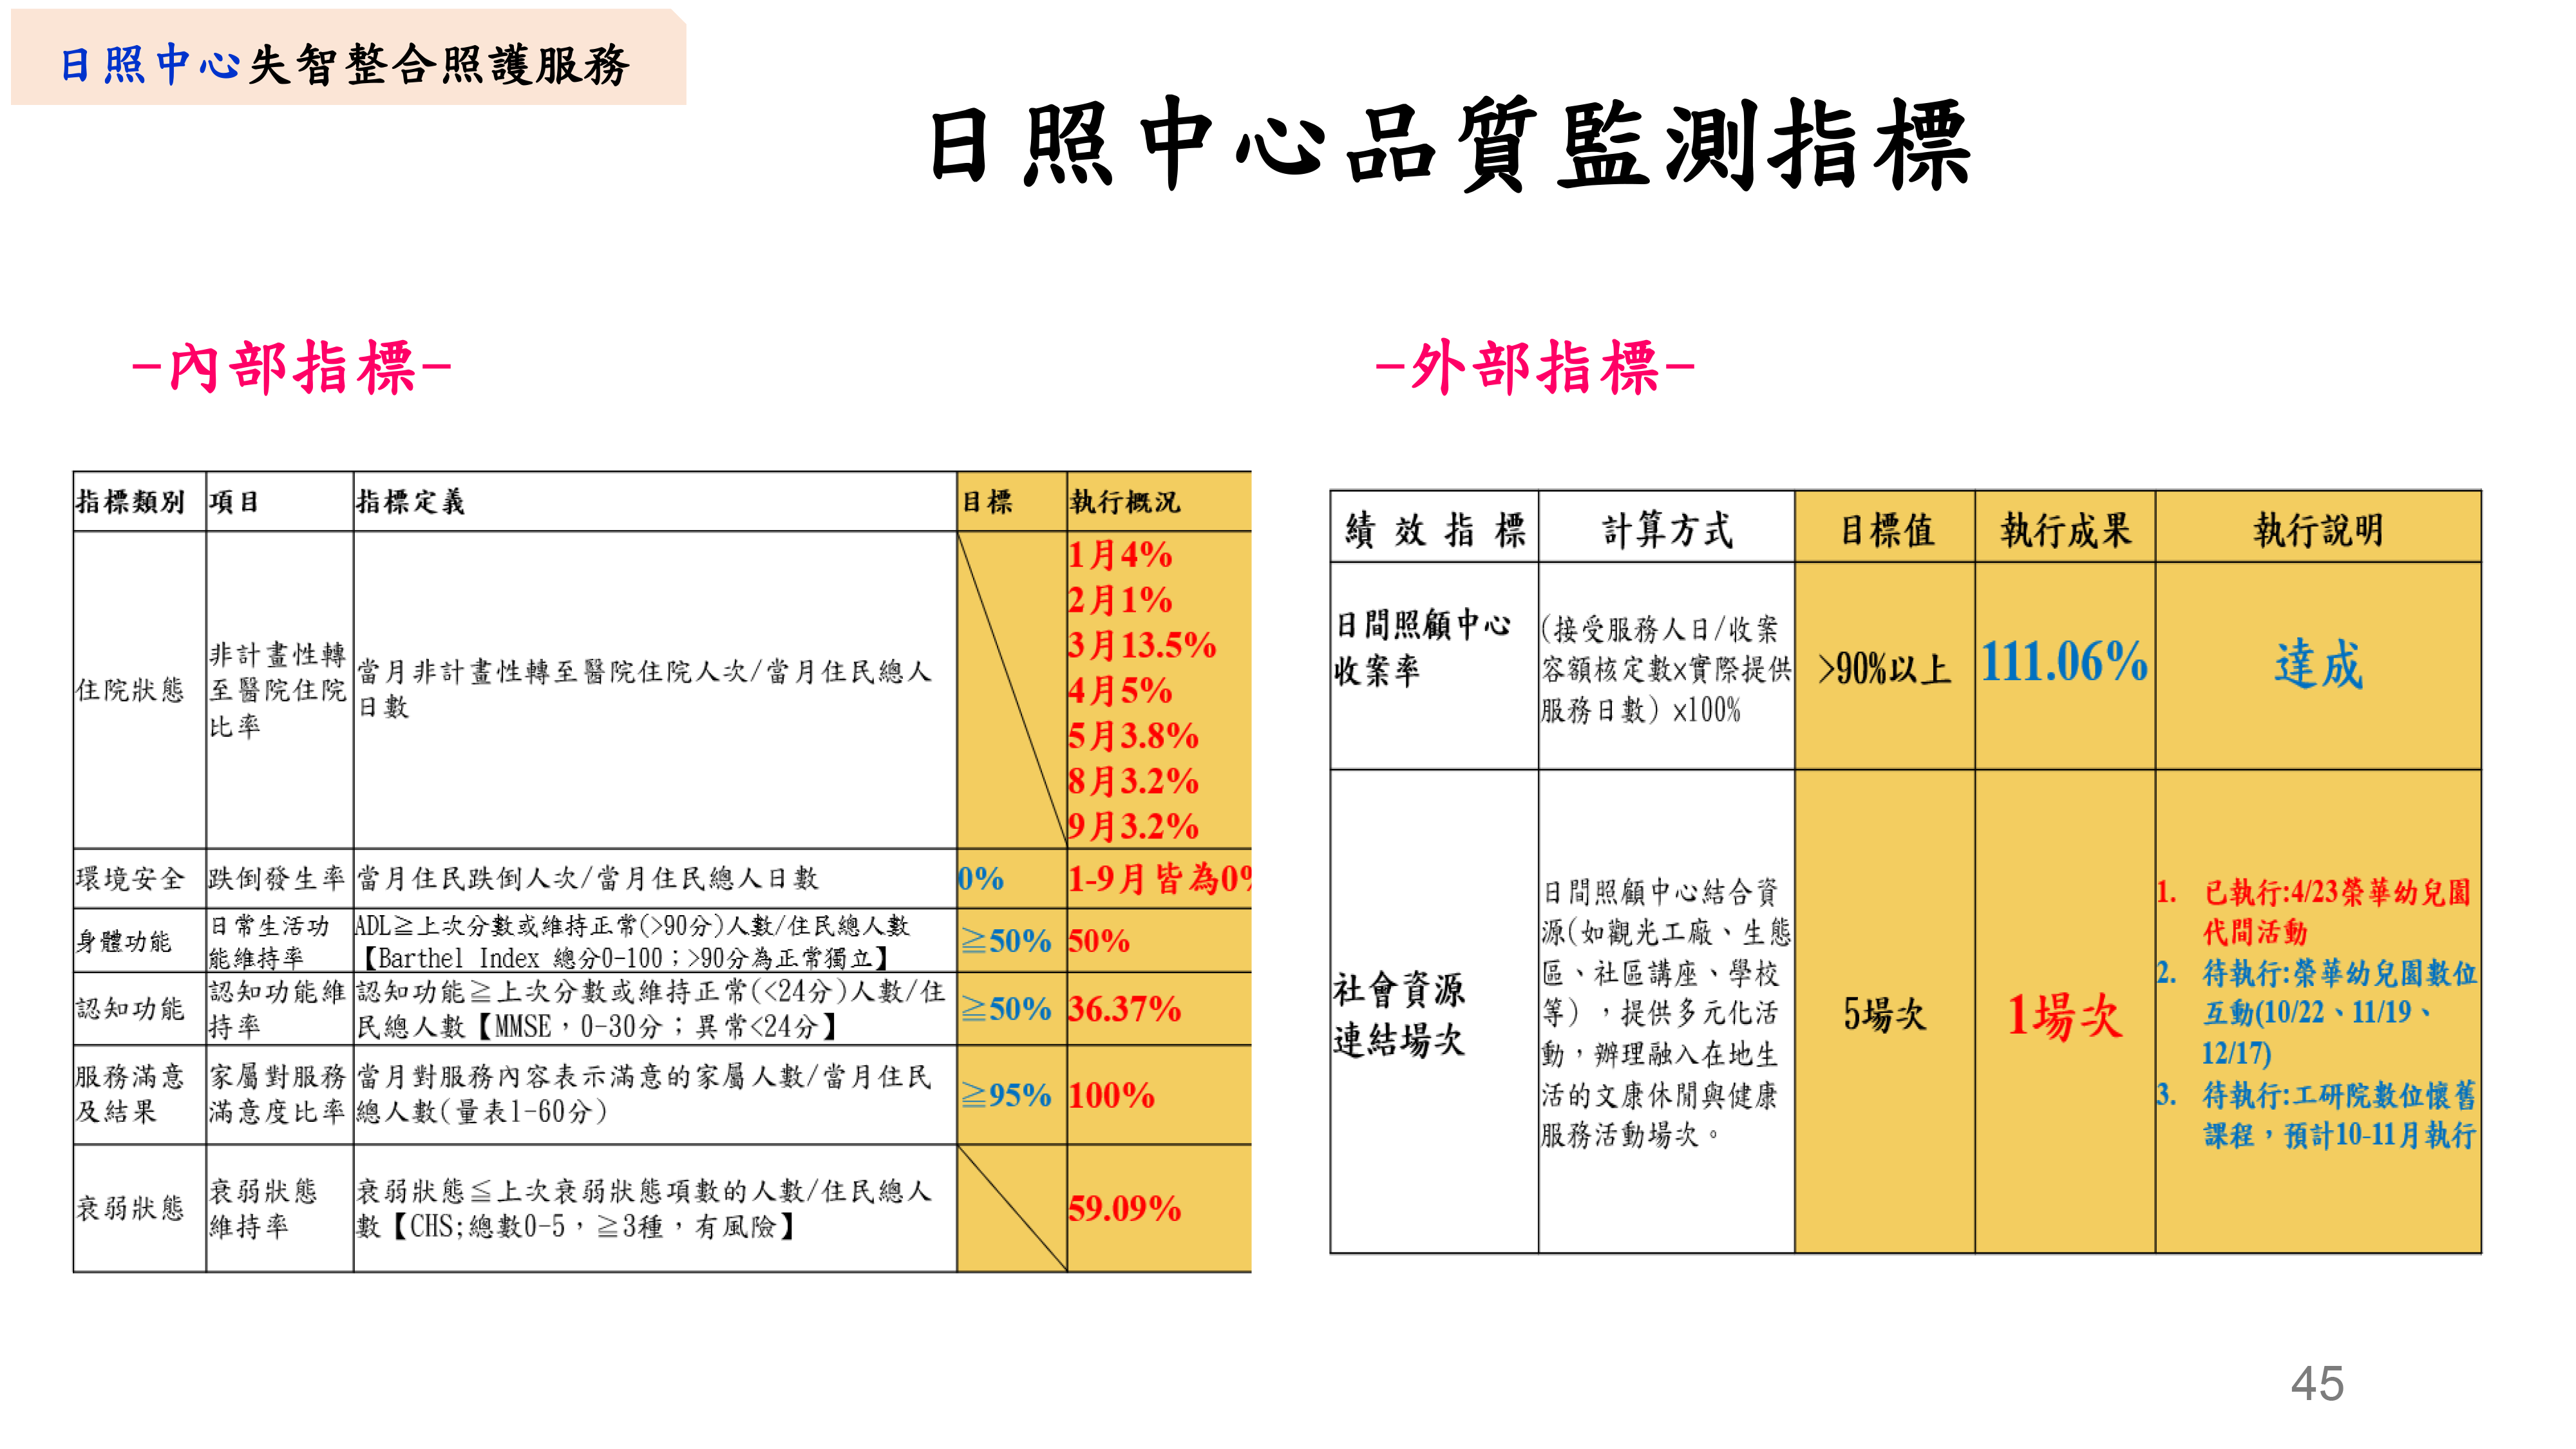 日照中心失智整合照護服務
日照中心品質監測指標
-內部指標-
指標類別 項目 指標定義 目標 執行概況
住院狀態
非計畫性轉
至醫院住院
比率
當月非計畫性轉至醫院住院人次/當月住民總人
日數
1月4%
2月1%
3月13.5%
4月5%
5月3.8%
8月3.2%
9月3.2%
環境安全 跌倒發生率 當月住民跌倒人次/當月住民總人日數 0% 1-9月皆為0%
身體功能
日常生活功
能維持率
ADL≧上次分數或維持正常(>90分)人數/住民總人數
【Barthel Index 總分0-100；>90分為正常獨立】
≧50% 50%
認知功能
認知功能維
持率
認知功能≧上次分數或維持正常(<24分)人數/住
民總人數【MMSE，0-30分；異常<24分】
≧50% 36.37%
服務滿意
及結果
家屬對服務
滿意度比率
當月對服務內容表示滿意的家屬人數/當月住民
總人數(量表1-60分)
≧95% 100%
衰弱狀態
衰弱狀態
維持率
衰弱狀態≦上次衰弱狀態項數的人數/住民總人
數【CHS;總數0-5，≧3種，有風險】
59.09%
-外部指標-
績效指標 計算方式 目標值 執行成果 執行說明
日間照顧中心
收案率
(接受服務人日/收案
容額核定數x實際提供
服務日數) x100%
>90%以上 111.06% 達成
社會資源
連結場次
日間照顧中心結合資
源(如觀光工廠、生態
區、社區講座、學校
等)，提供多元化活
動，辦理融入在地生
活的文康休閒與健康
服務活動場次。
5場次 1場次
1. 已執行:4/23榮華幼兒園
代間活動
2. 待執行:榮華幼兒園數位
互動(10/22、11/19、
12/17)
3. 待執行:工研院數位懷舊
課程，預計10-11月執行
45